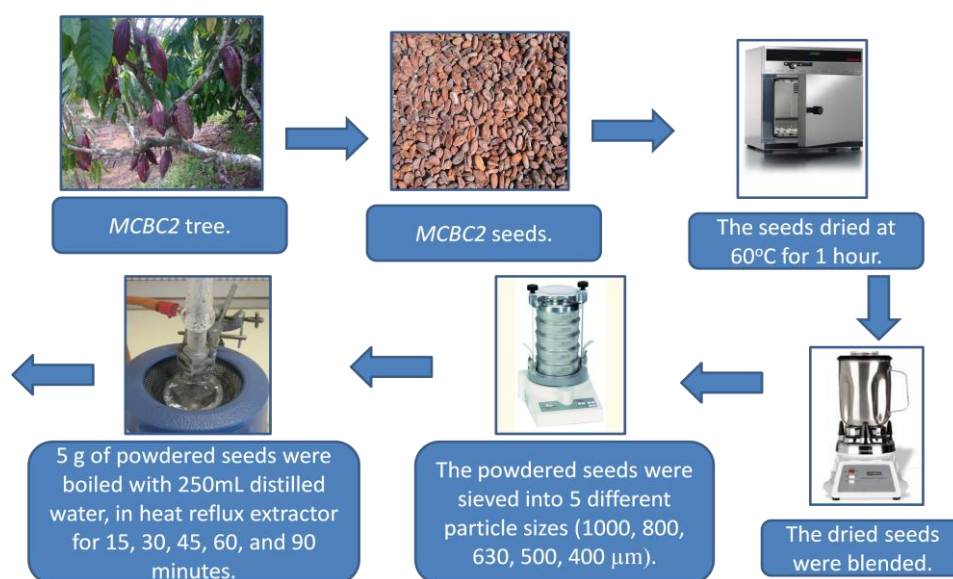 MCBC2 tree.
MCBC2 seeds.
The seeds dried at
60°C for 1 hour.
The dried seeds
were blended.
The powdered seeds were
sieved into 5 different
particle sizes (1000, 800,
630, 500, 400 µm).
5 g of powdered seeds were
boiled with 250mL distilled
water, in heat reflux extractor
for 15, 30, 45, 60, and 90
minutes.